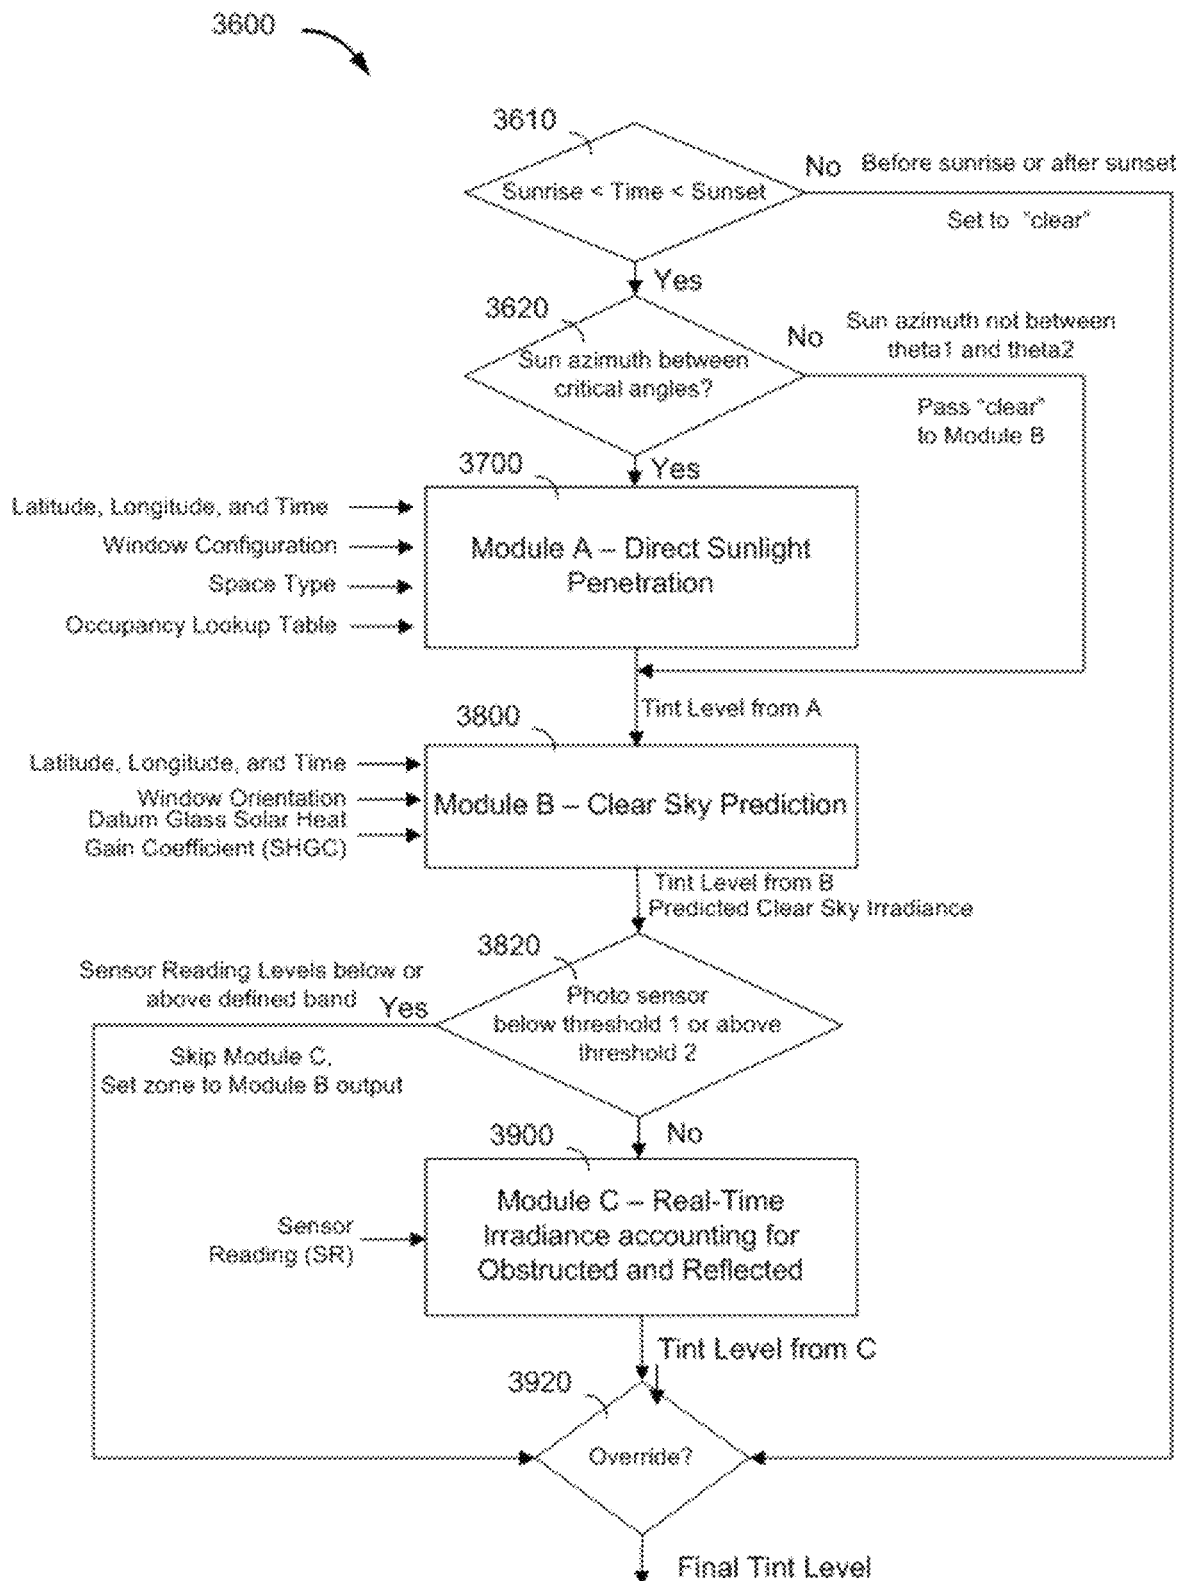 3600
3610
Sunrise < Time < Sunset
No
Before sunrise or after sunset
Set to "clear"
Yes
3620
Sun azimuth between
critical angles?
No
Sun azimuth not between
theta1 and theta2
Pass "clear"
to Module B
Yes
3700
Latitude, Longitude, and Time
Window Configuration
Space Type
Occupancy Lookup Table
Module A – Direct Sunlight
Penetration
Tint Level from A
3800
Latitude, Longitude, and Time
Window Orientation
Datum Glass Solar Heat
Gain Coefficient (SHGC)
Module B – Clear Sky Prediction
Tint Level from B
Predicted Clear Sky Irradiance
3820
Photo sensor
below threshold 1 or above
threshold 2
Sensor Reading Levels below or
above defined band
Yes
Skip Module C,
Set zone to Module B output
No
3900
Sensor
Reading (SR)
Module C – Real-Time
Irradiance accounting for
Obstructed and Reflected
Tint Level from C
3920
Override?
Final Tint Level